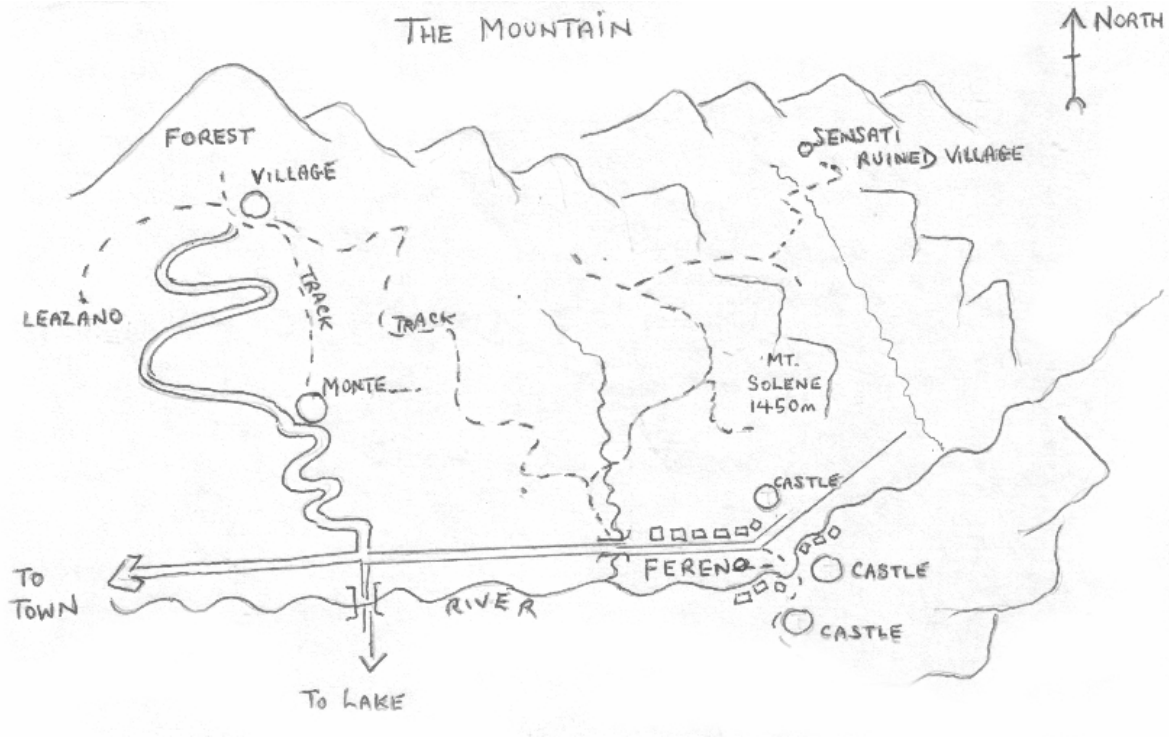 THE MOUNTAIN
NORTH
FOREST
SENSATI
RUINED VILLAGE
VILLAGE
TRACK
LEAZANO
TRACK
MONTE
MT.
SOLENE
1450m
CASTLE
FERENO
CASTLE
TO
TOWN
RIVER
CASTLE
TO LAKE